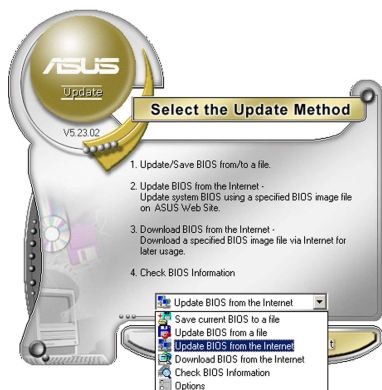 ASUS
Update
V5.23.02
Select the Update Method
1. Update/Save BIOS from/to a file.
2. Update BIOS from the Internet -
Update system BIOS using a specified BIOS image file
on ASUS Web Site.
3. Download BIOS from the Internet -
Download a specified BIOS image file via Internet for
later usage.
4. Check BIOS Information
Update BIOS from the Internet
Save current BIOS to a file
Update BIOS from a file
Update BIOS from the Internet
Download BIOS from the Internet
Check BIOS Information
Options